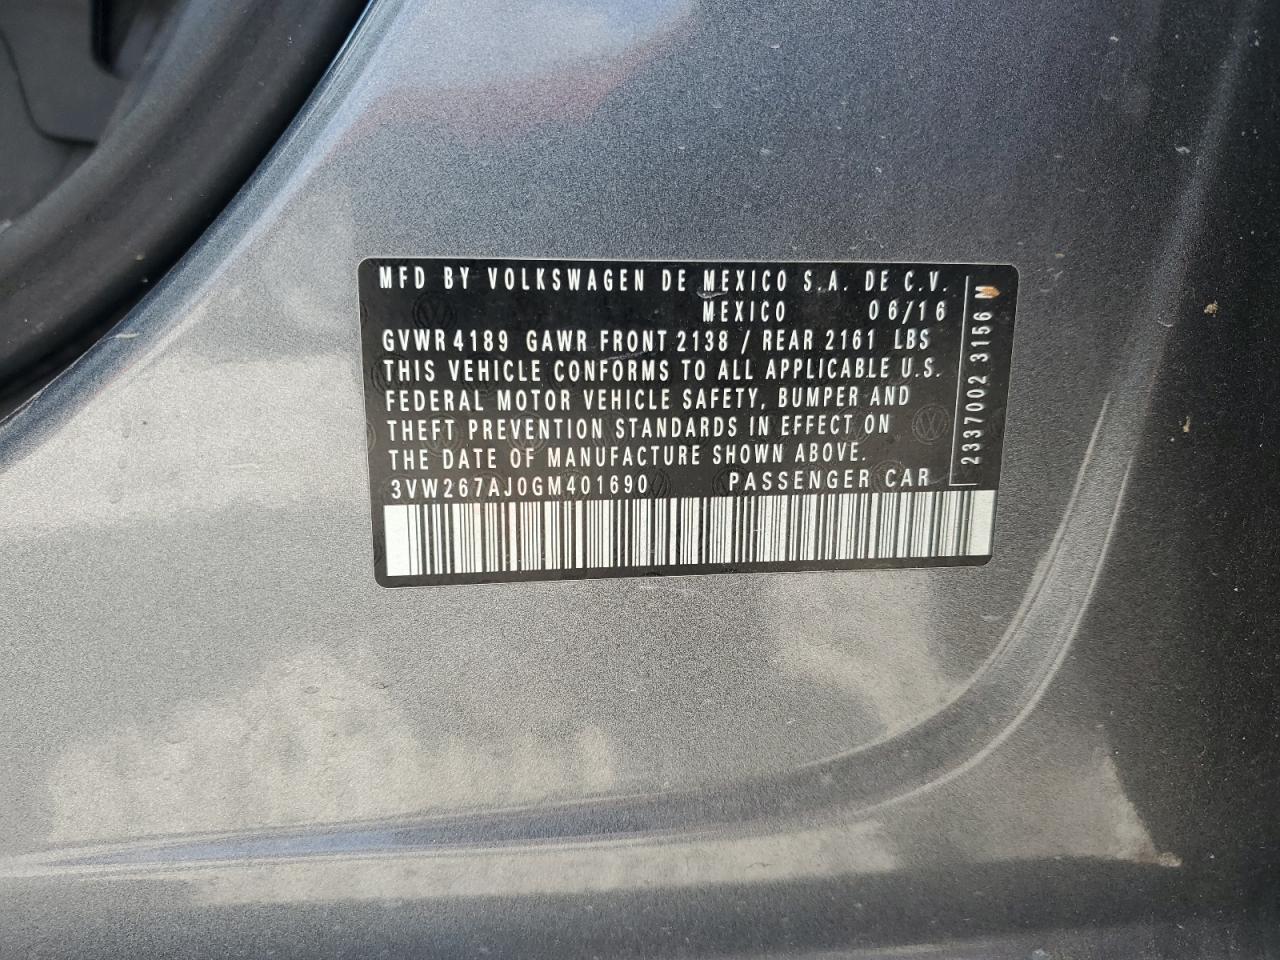 MFD BY VOLKSWAGEN DE MEXICO S.A. DE C.V.
MEXICO 06/16
GVWR 4189 GAWR FRONT 2138 / REAR 2161 LBS
THIS VEHICLE CONFORMS TO ALL APPLICABLE U.S.
FEDERAL MOTOR VEHICLE SAFETY, BUMPER AND
THEFT PREVENTION STANDARDS IN EFFECT ON
THE DATE OF MANUFACTURE SHOWN ABOVE.
3VW267AJ0GM401690 PASSENGER CAR
2337002 3156 M